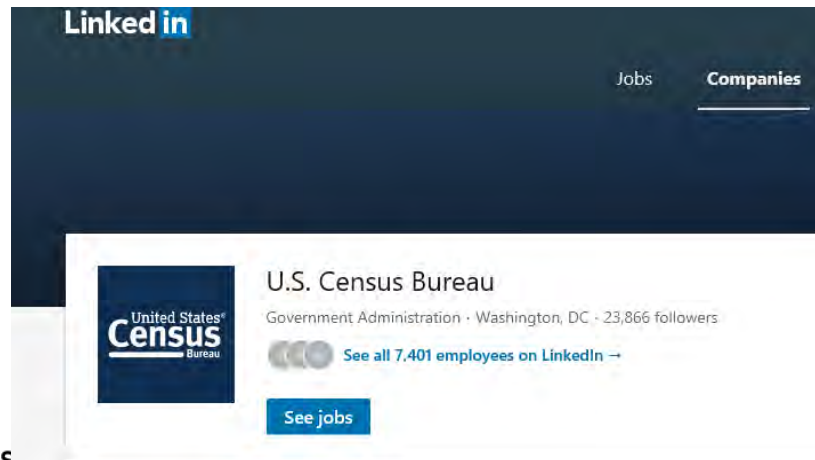 Linked in
Jobs Companies
U.S. Census Bureau
United States®
Census
Bureau
Government Administration · Washington, DC · 23,866 followers
See all 7,401 employees on LinkedIn →
See jobs